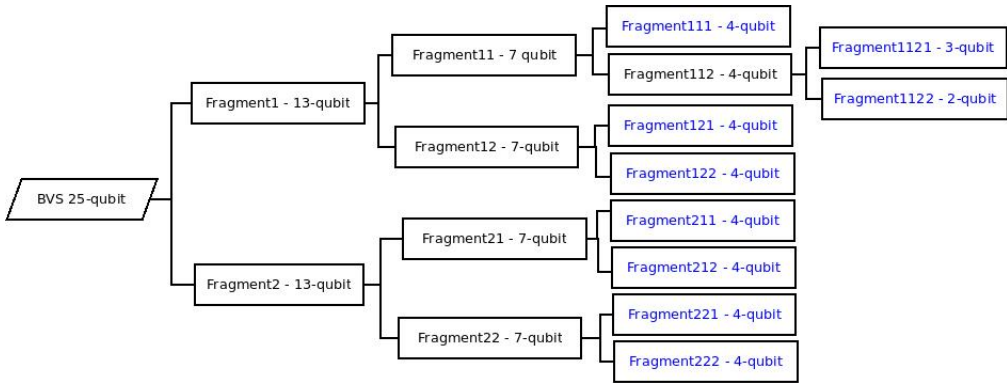 BVS 25-qubit
Fragment1 - 13-qubit
Fragment2 - 13-qubit
Fragment11 - 7 qubit
Fragment12 - 7-qubit
Fragment21 - 7-qubit
Fragment22 - 7-qubit
Fragment111 - 4-qubit
Fragment112 - 4-qubit
Fragment121 - 4-qubit
Fragment122 - 4-qubit
Fragment211 - 4-qubit
Fragment212 - 4-qubit
Fragment221 - 4-qubit
Fragment222 - 4-qubit
Fragment1121 - 3-qubit
Fragment1122 - 2-qubit